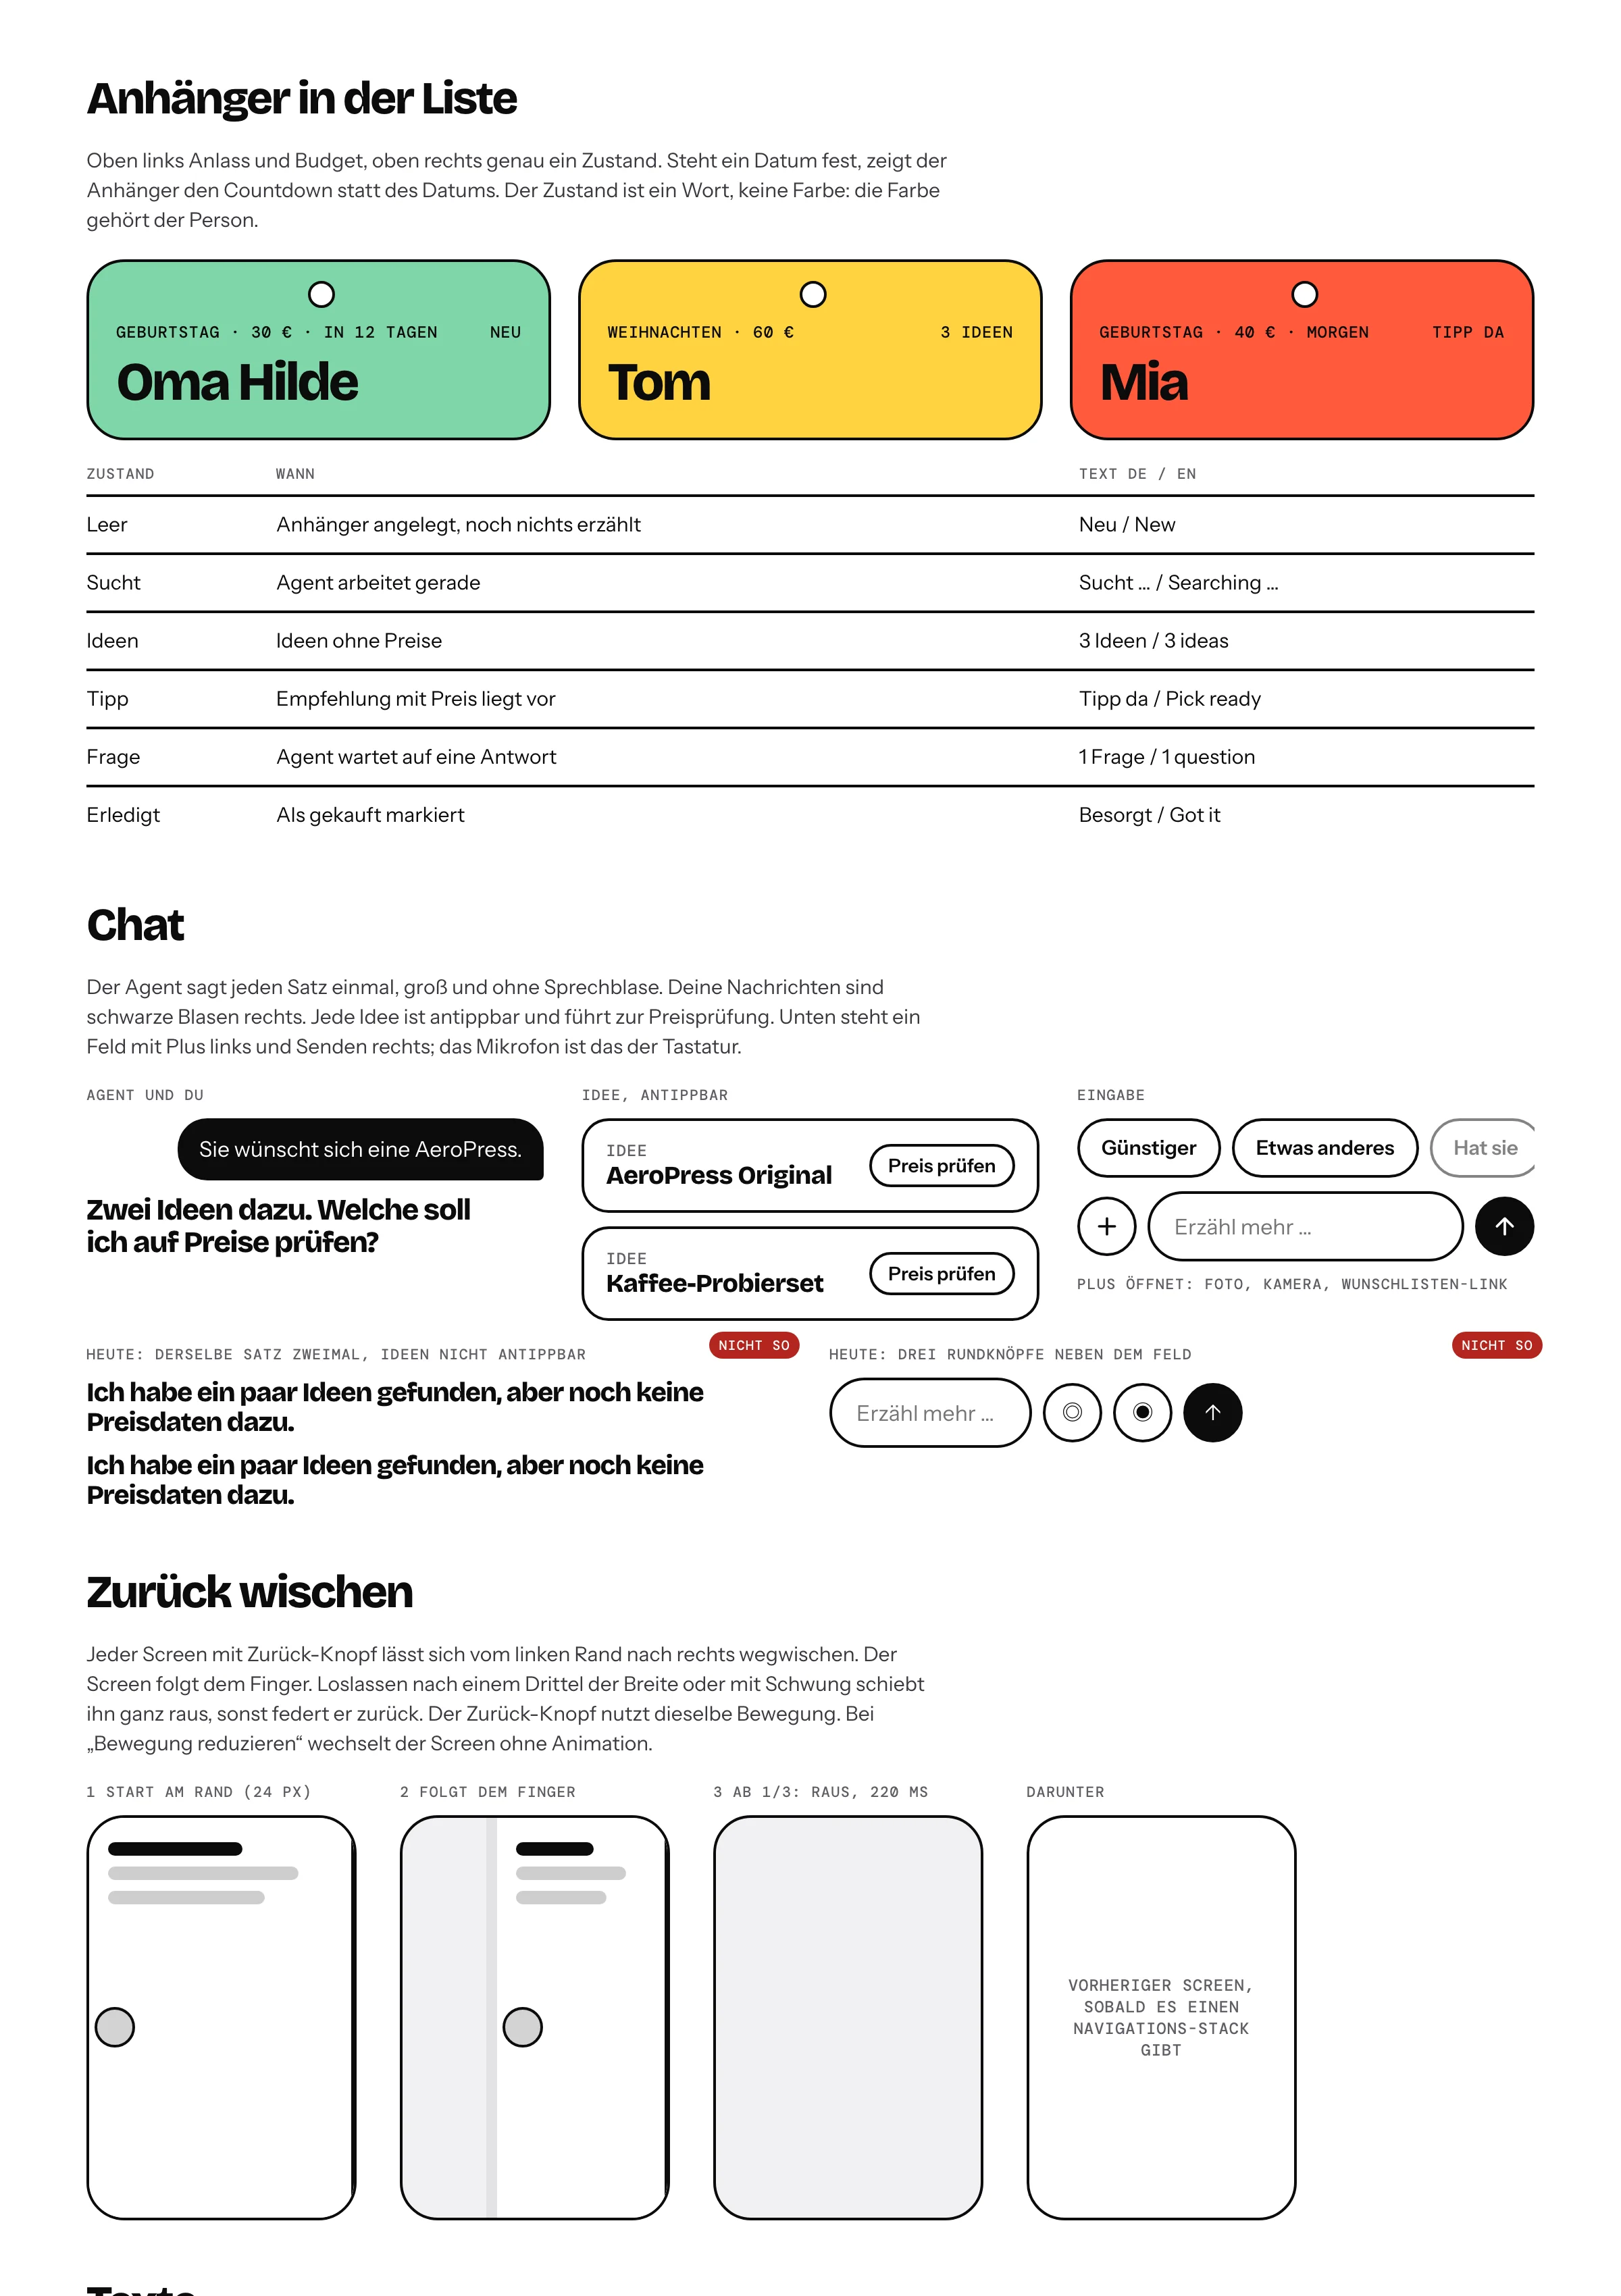 Anhänger in der Liste
Oben links Anlass und Budget, oben rechts genau ein Zustand. Steht ein Datum fest, zeigt der
Anhänger den Countdown statt des Datums. Der Zustand ist ein Wort, keine Farbe: die Farbe
gehört der Person.
GEBURTSTAG · 30 € · IN 12 TAGEN NEU
Oma Hilde
WEIHNACHTEN · 60 € 3 IDEEN
Tom
GEBURTSTAG · 40 € · MORGEN TIPP DA
Mia
ZUSTAND WANN TEXT DE / EN
Leer Anhänger angelegt, noch nichts erzählt Neu / New
Sucht Agent arbeitet gerade Sucht ... / Searching ...
Ideen Ideen ohne Preise 3 Ideen / 3 ideas
Tipp Empfehlung mit Preis liegt vor Tipp da / Pick ready
Frage Agent wartet auf eine Antwort 1 Frage / 1 question
Erledigt Als gekauft markiert Besorgt / Got it
Chat
Der Agent sagt jeden Satz einmal, groß und ohne Sprechblase. Deine Nachrichten sind
schwarze Blasen rechts. Jede Idee ist antippbar und führt zur Preisprüfung. Unten steht ein
Feld mit Plus links und Senden rechts; das Mikrofon ist das der Tastatur.
AGENT UND DU
Sie wünscht sich eine AeroPress.
Zwei Ideen dazu. Welche soll
ich auf Preise prüfen?
IDEE, ANTIPPBAR
IDEE
AeroPress Original
Preis prüfen
IDEE
Kaffee-Probierset
Preis prüfen
EINGABE
Günstiger Etwas anderes Hat sie
Erzähl mehr ...
PLUS ÖFFNET: FOTO, KAMERA, WUNSCHLISTEN-LINK
HEUTE: DERSELBE SATZ ZWEIMAL, IDEEN NICHT ANTIPPBAR
NICHT SO
Ich habe ein paar Ideen gefunden, aber noch keine
Preisdaten dazu.
Ich habe ein paar Ideen gefunden, aber noch keine
Preisdaten dazu.
HEUTE: DREI RUNDKNÖPFE NEBEN DEM FELD
NICHT SO
Erzähl mehr ...
Zurück wischen
Jeder Screen mit Zurück-Knopf lässt sich vom linken Rand nach rechts wegwischen. Der
Screen folgt dem Finger. Loslassen nach einem Drittel der Breite oder mit Schwung schiebt
ihn ganz raus, sonst federt er zurück. Der Zurück-Knopf nutzt dieselbe Bewegung. Bei
„Bewegung reduzieren“ wechselt der Screen ohne Animation.
1 START AM RAND (24 PX)
2 FOLGT DEM FINGER
3 AB 1/3: RAUS, 220 MS
DARUNTER
VORHERIGER SCREEN,
SOBALD ES EINEN
NAVIGATIONS-STACK
GIBT